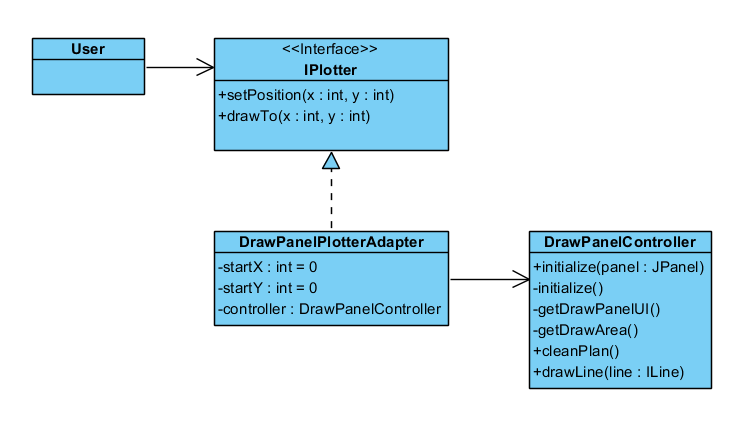 User
<<Interface>>
IPlotter
+setPosition(x : int, y : int)
+drawTo(x : int, y : int)
DrawPanelPlotterAdapter
-startX : int = 0
-startY : int = 0
-controller : DrawPanelController
DrawPanelController
+initialize(panel : JPanel)
-initialize()
-getDrawPanelUI()
-getDrawArea()
+cleanPlan()
+drawLine(line : ILine)